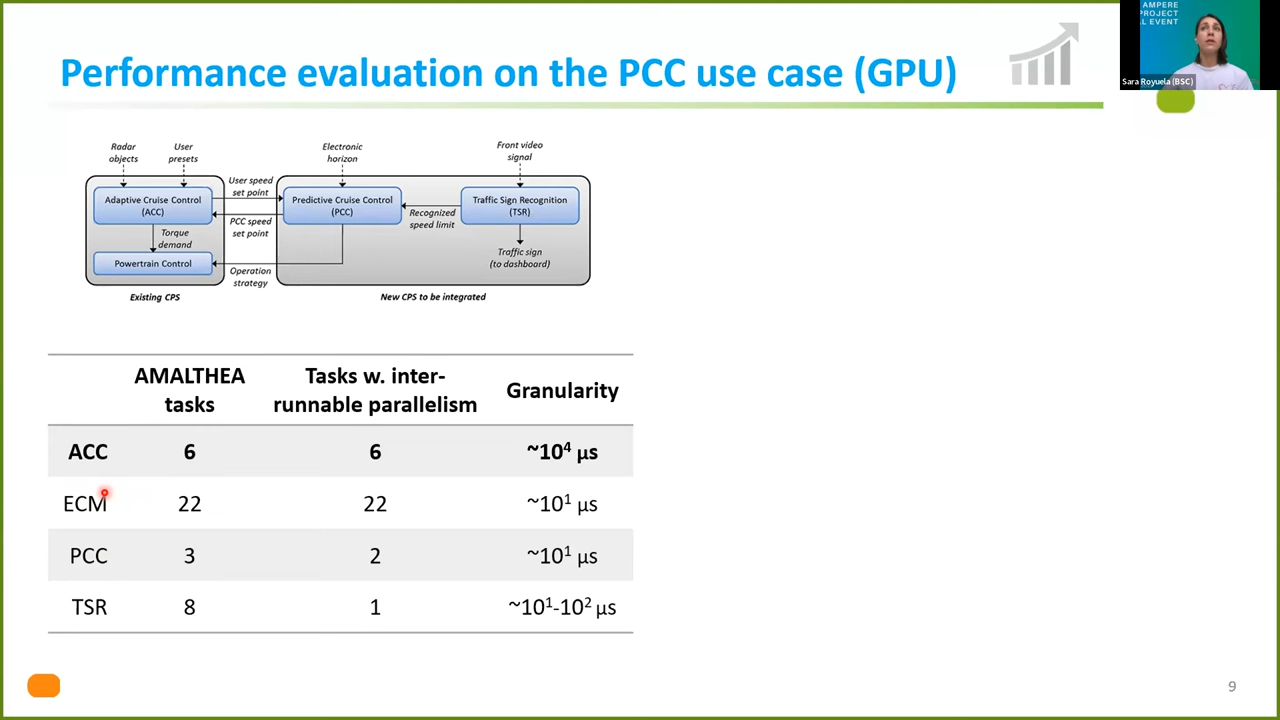 AMPERE
PROJECT
L EVENT
Sara Royuela (BSC)
Performance evaluation on the PCC use case (GPU)
Radar
objects
User
presets
Electronic
horizon
Front video
signal
User speed
set point
Adaptive Cruise Control
(ACC)
Predictive Cruise Control
(PCC)
Traffic Sign Recognition
(TSR)
PCC speed
set point
Recognized
speed limit
Torque
demand
Traffic sign
(to dashboard)
Powertrain Control
Operation
strategy
Existing CPS
New CPS to be integrated
AMALTHEA
tasks
Tasks w. inter-
runnable parallelism
Granularity
ACC 6 6 ~10⁴ µs
ECM 22 22 ~10¹ µs
PCC 3 2 ~10¹ µs
TSR 8 1 ~10¹-10² µs
9